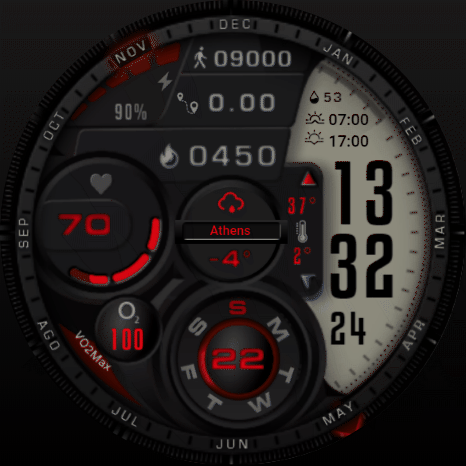 DEC
NOV
JAN
09000
90%
0.00
53
OCT
07:00
FEB
17:00
0450
13
37°
70
Athens
SEP
MAR
-4°
2°
32
O2
100
S
S
M
24
AGO
VO2Max
22
APR
F
T
T
W
MAY
JUL
JUN